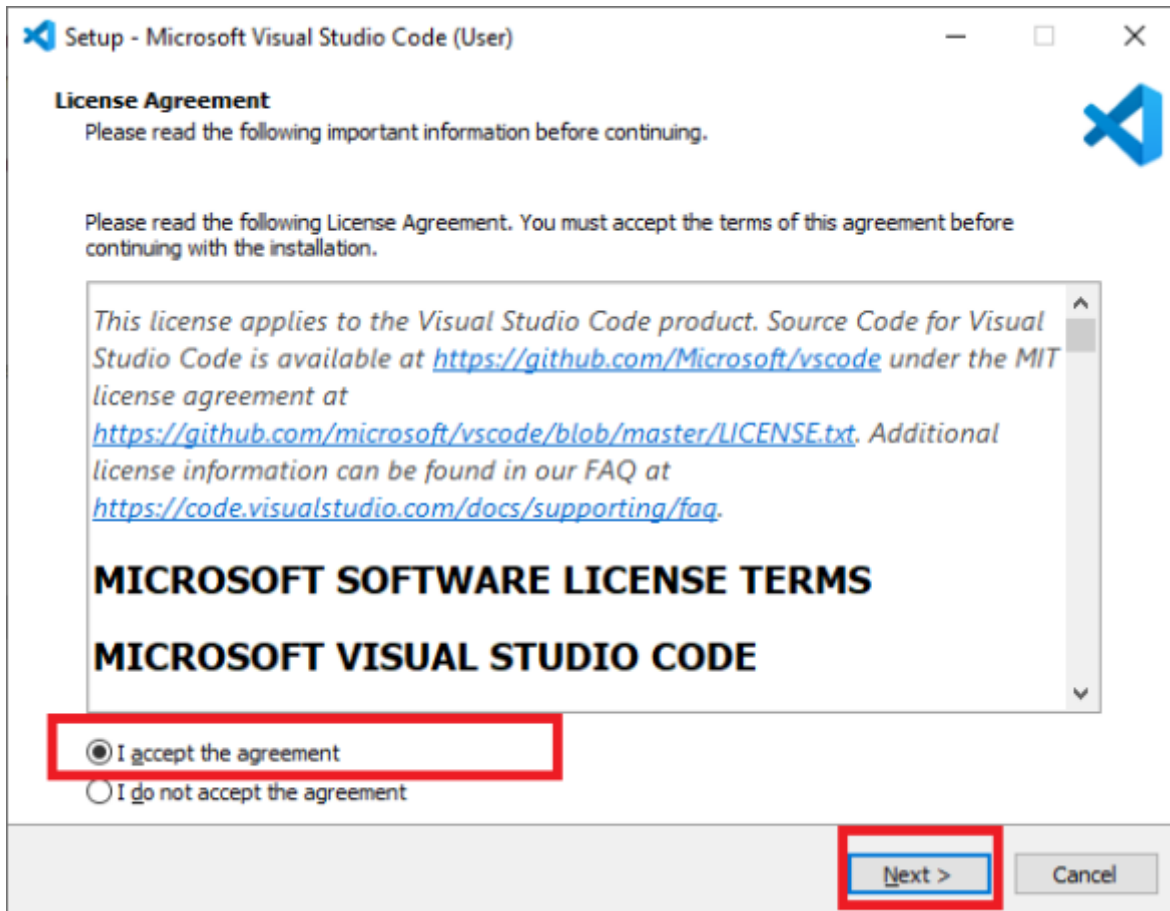 Setup - Microsoft Visual Studio Code (User)
License Agreement
Please read the following important information before continuing.
Please read the following License Agreement. You must accept the terms of this agreement before
continuing with the installation.
This license applies to the Visual Studio Code product. Source Code for Visual
Studio Code is available at https://github.com/Microsoft/vscode under the MIT
license agreement at
https://github.com/microsoft/vscode/blob/master/LICENSE.txt. Additional
license information can be found in our FAQ at
https://code.visualstudio.com/docs/supporting/faq.
MICROSOFT SOFTWARE LICENSE TERMS
MICROSOFT VISUAL STUDIO CODE
I accept the agreement
I do not accept the agreement
Next >
Cancel